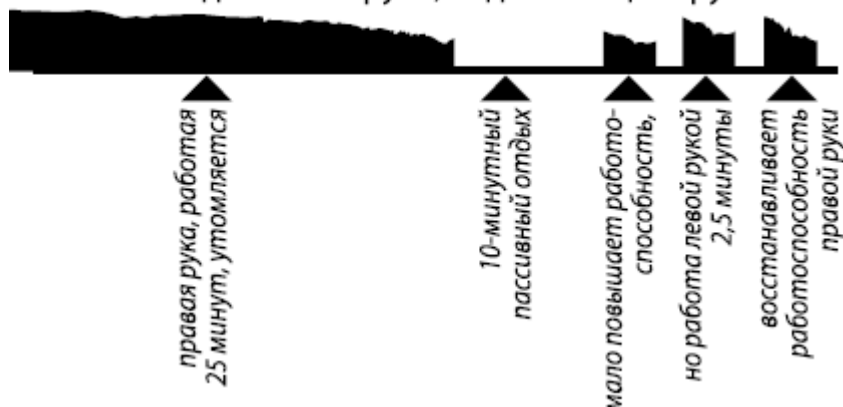 правая рука, работая
25 минут, утомляется
10-минутный
пассивный отдых
мало повышает работо-
способность,
но работа левой рукой
2,5 минуты
восстанавливает
работоспособность
правой руки